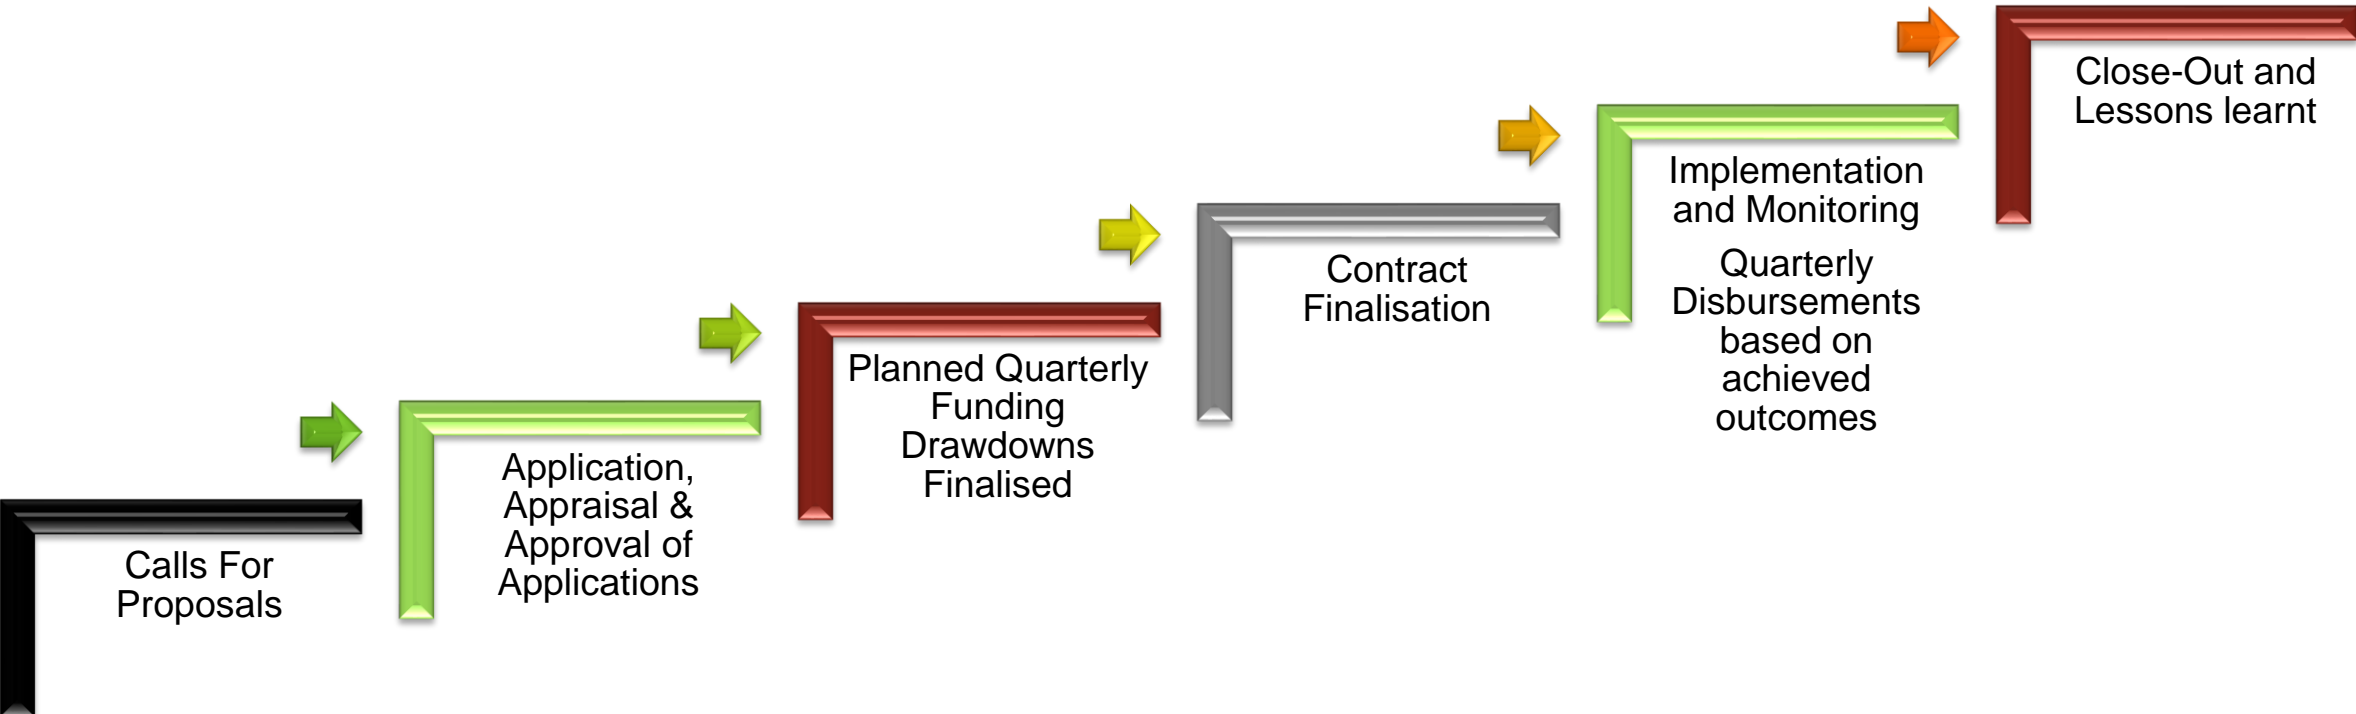 Calls For
Proposals
Application,
Appraisal &
Approval of
Applications
Planned Quarterly
Funding
Drawdowns
Finalised
Contract
Finalisation
Implementation
and Monitoring
Quarterly
Disbursements
based on
achieved
outcomes
Close-Out and
Lessons learnt